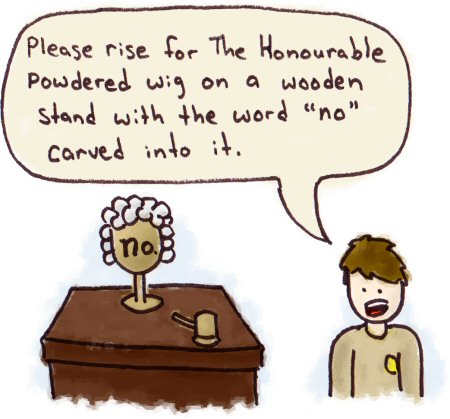 Please rise for The Honourable
Powdered wig on a wooden
stand with the word "no"
carved into it.
no.